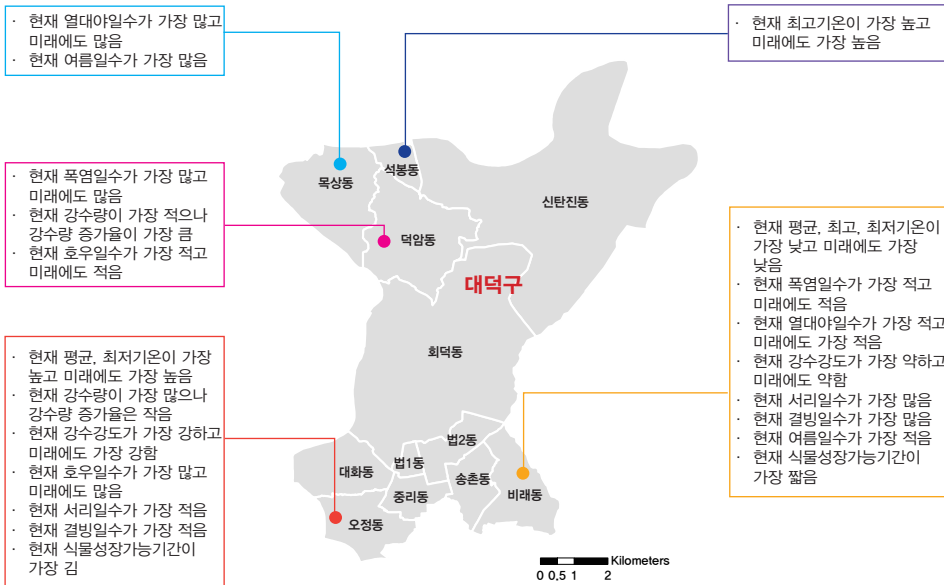 · 현재 열대야일수가 가장 많고
미래에도 많음
· 현재 여름일수가 가장 많음
· 현재 최고기온이 가장 높고
미래에도 가장 높음
· 현재 폭염일수가 가장 많고
미래에도 많음
· 현재 강수량이 가장 적으나
강수량 증가율이 가장 큼
· 현재 호우일수가 가장 적고
미래에도 적음
· 현재 평균, 최저기온이 가장
높고 미래에도 가장 높음
· 현재 강수량이 가장 많으나
강수량 증가율은 작음
· 현재 강수강도가 가장 강하고
미래에도 가장 강함
· 현재 호우일수가 가장 많고
미래에도 많음
· 현재 서리일수가 가장 적음
· 현재 결빙일수가 가장 적음
· 현재 식물성장가능기간이
가장 김
· 현재 평균, 최고, 최저기온이
가장 낮고 미래에도 가장
낮음
· 현재 폭염일수가 가장 적고
미래에도 적음
· 현재 열대야일수가 가장 적고
미래에도 가장 적음
· 현재 강수강도가 가장 약하고
미래에도 약함
· 현재 서리일수가 가장 많음
· 현재 결빙일수가 가장 많음
· 현재 여름일수가 가장 적음
· 현재 식물성장가능기간이
가장 짧음
석봉동
목상동
신탄진동
덕암동
대덕구
회덕동
법2동
법1동
대화동
송촌동
중리동
비래동
오정동
Kilometers
0 0.5 1 2